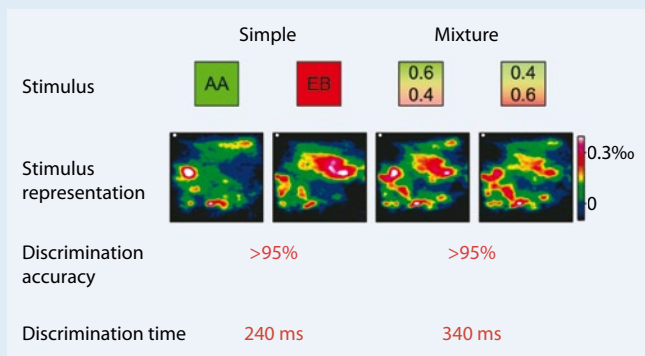 Simple Mixture
Stimulus AA EB 0.6 0.4
0.4 0.6
Stimulus
representation
0.3‰
0
Discrimination
accuracy
>95% >95%
Discrimination time 240 ms 340 ms